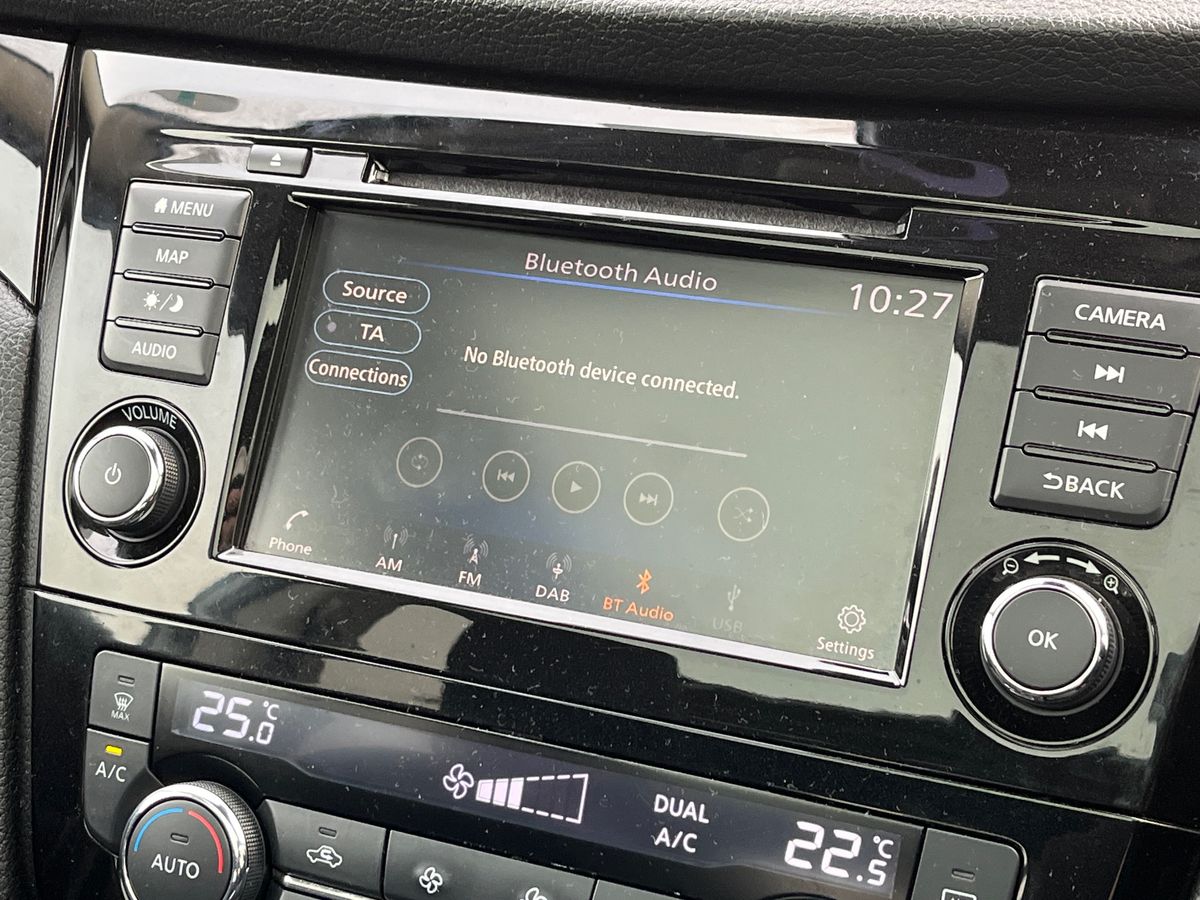 MENU
MAP
AUDIO
VOLUME
Bluetooth Audio
10:27
Source
TA
Connections
No Bluetooth device connected.
Phone
AM
FM
DAB
BT Audio
USB
Settings
CAMERA
BACK
OK
MAX
A/C
25.0°C
AUTO
DUAL
A/C
22.5°C